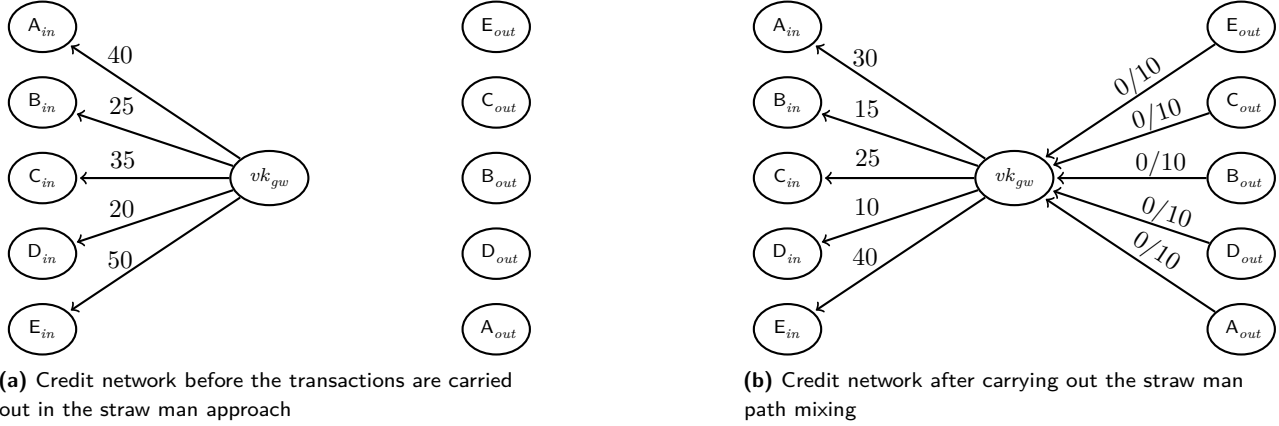 A_in
40
B_in
25
C_in
35
D_in
20
E_in
50
vk_gw
E_out
C_out
B_out
D_out
A_out
(a) Credit network before the transactions are carried
out in the straw man approach
A_in
30
B_in
15
C_in
25
D_in
10
E_in
40
vk_gw
0/10
E_out
0/10
C_out
0/10
B_out
0/10
D_out
0/10
A_out
(b) Credit network after carrying out the straw man
path mixing